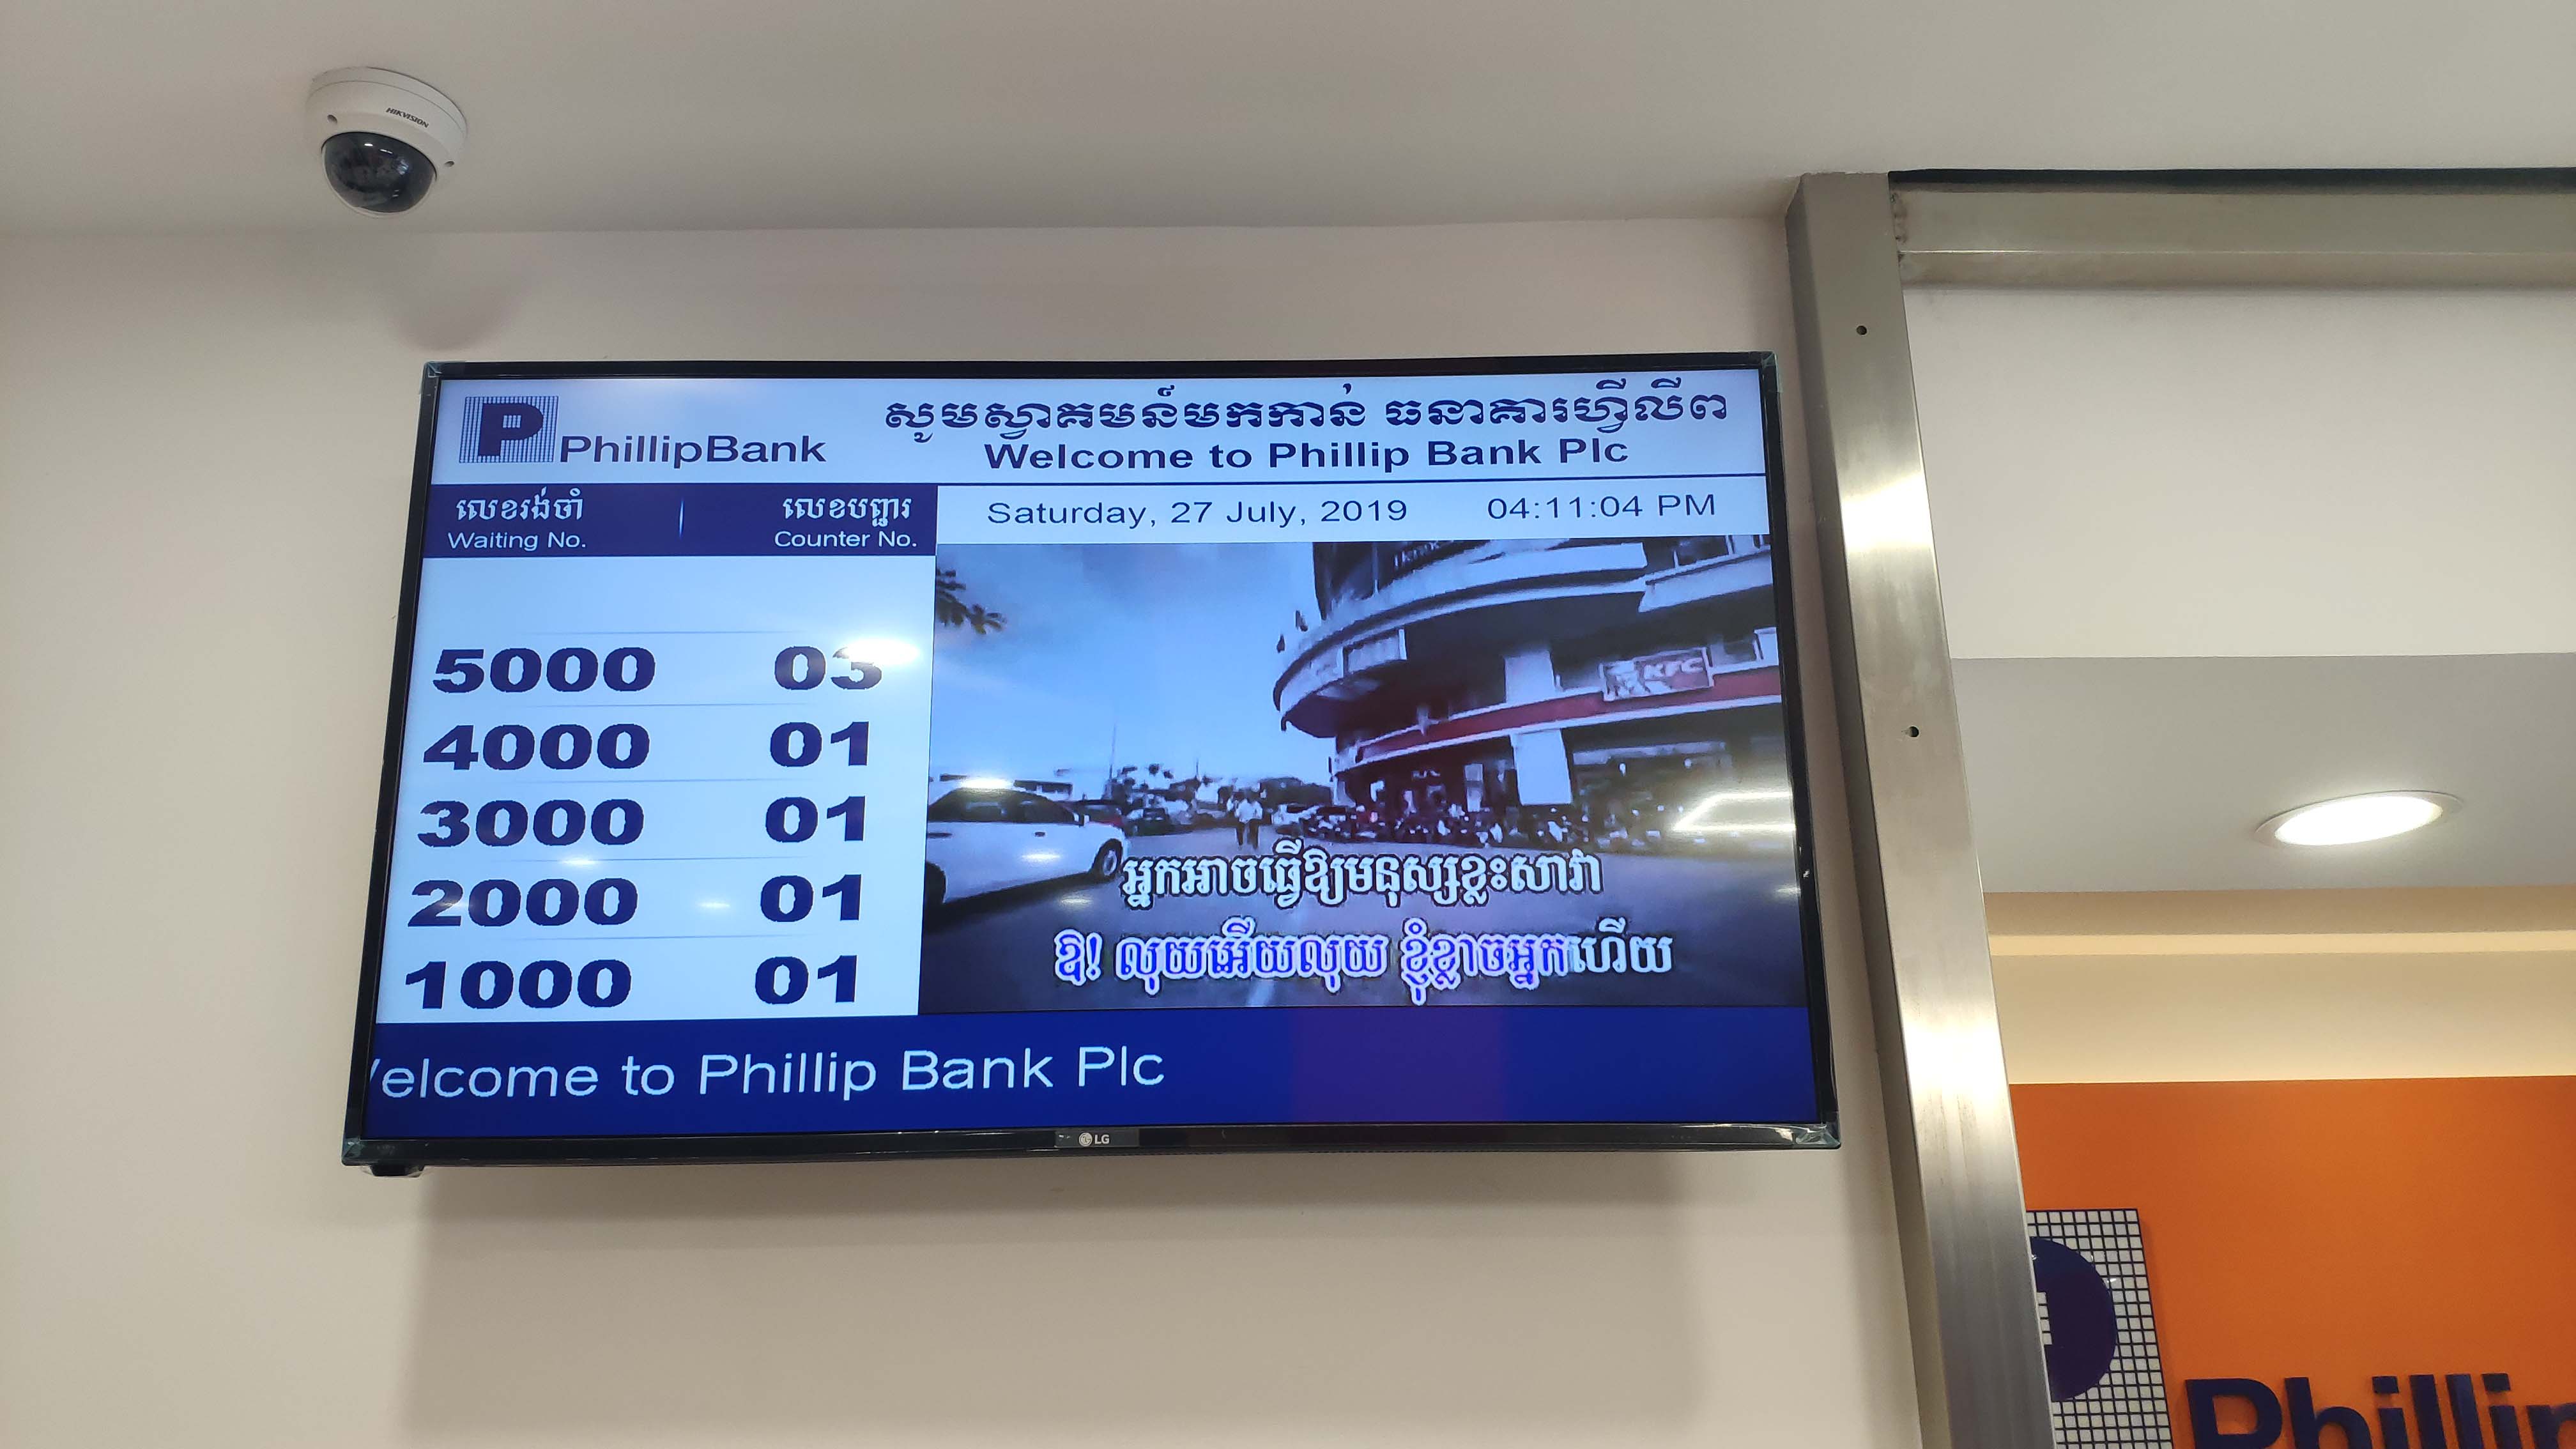 HIKVISION
PhillipBank
សូមស្វាគមន៍មកកាន់ ធនាគារហ្វីលីព
Welcome to Phillip Bank Plc
លេខរង់ចាំ
Waiting No.
លេខបញ្ជរ
Counter No.
Saturday, 27 July, 2019 04:11:04 PM
5000 03
4000 01
3000 01
2000 01
1000 01
KFC
អ្នកអាចធ្វើឱ្យមនុស្សខ្លះសាវា
ឱ! លុយអើយលុយ ខ្ញុំខ្លាចអ្នកហើយ
elcome to Phillip Bank Plc
LG
Phillip